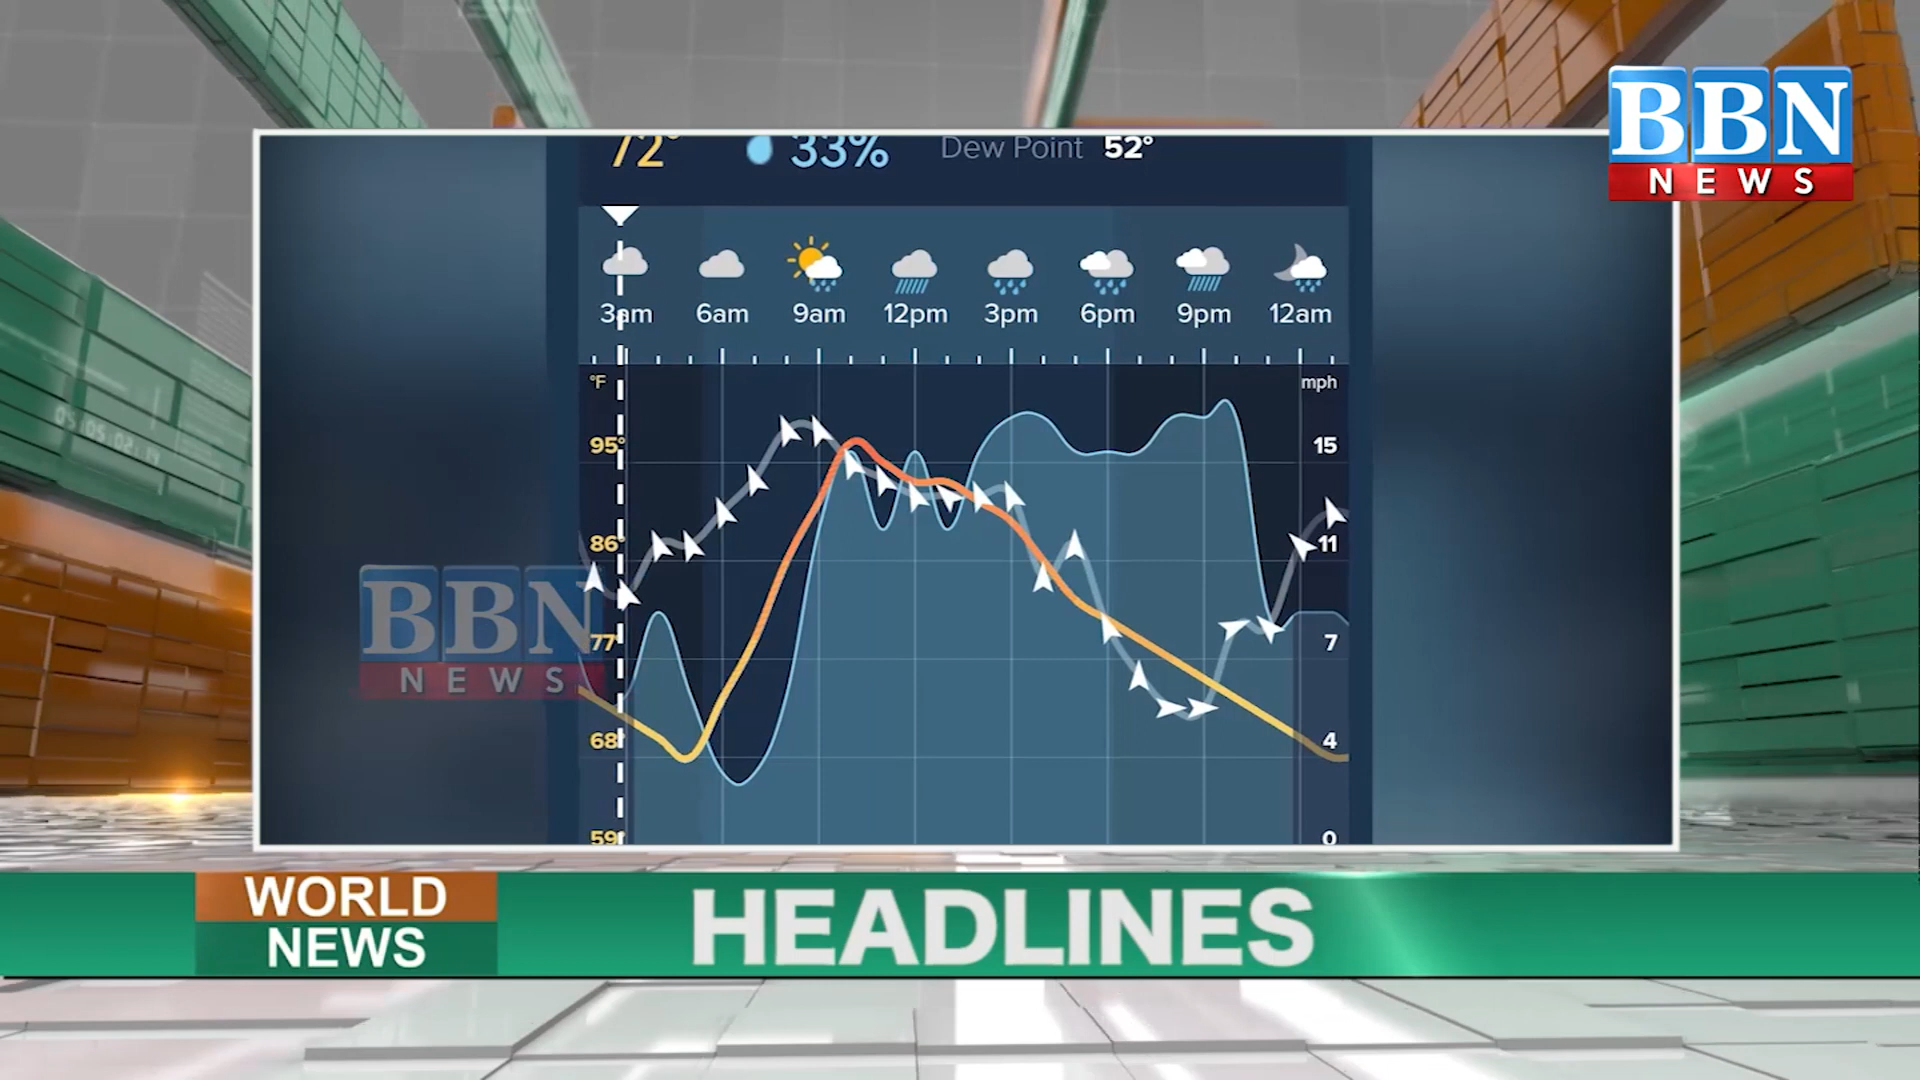 72° 33% Dew Point 52°
BBN
NEWS
3am 6am 9am 12pm 3pm 6pm 9pm 12am
°F mph
95° 15
86° 11
BBN
77° 7
NEWS
68° 4
59° 0
WORLD
NEWS
HEADLINES